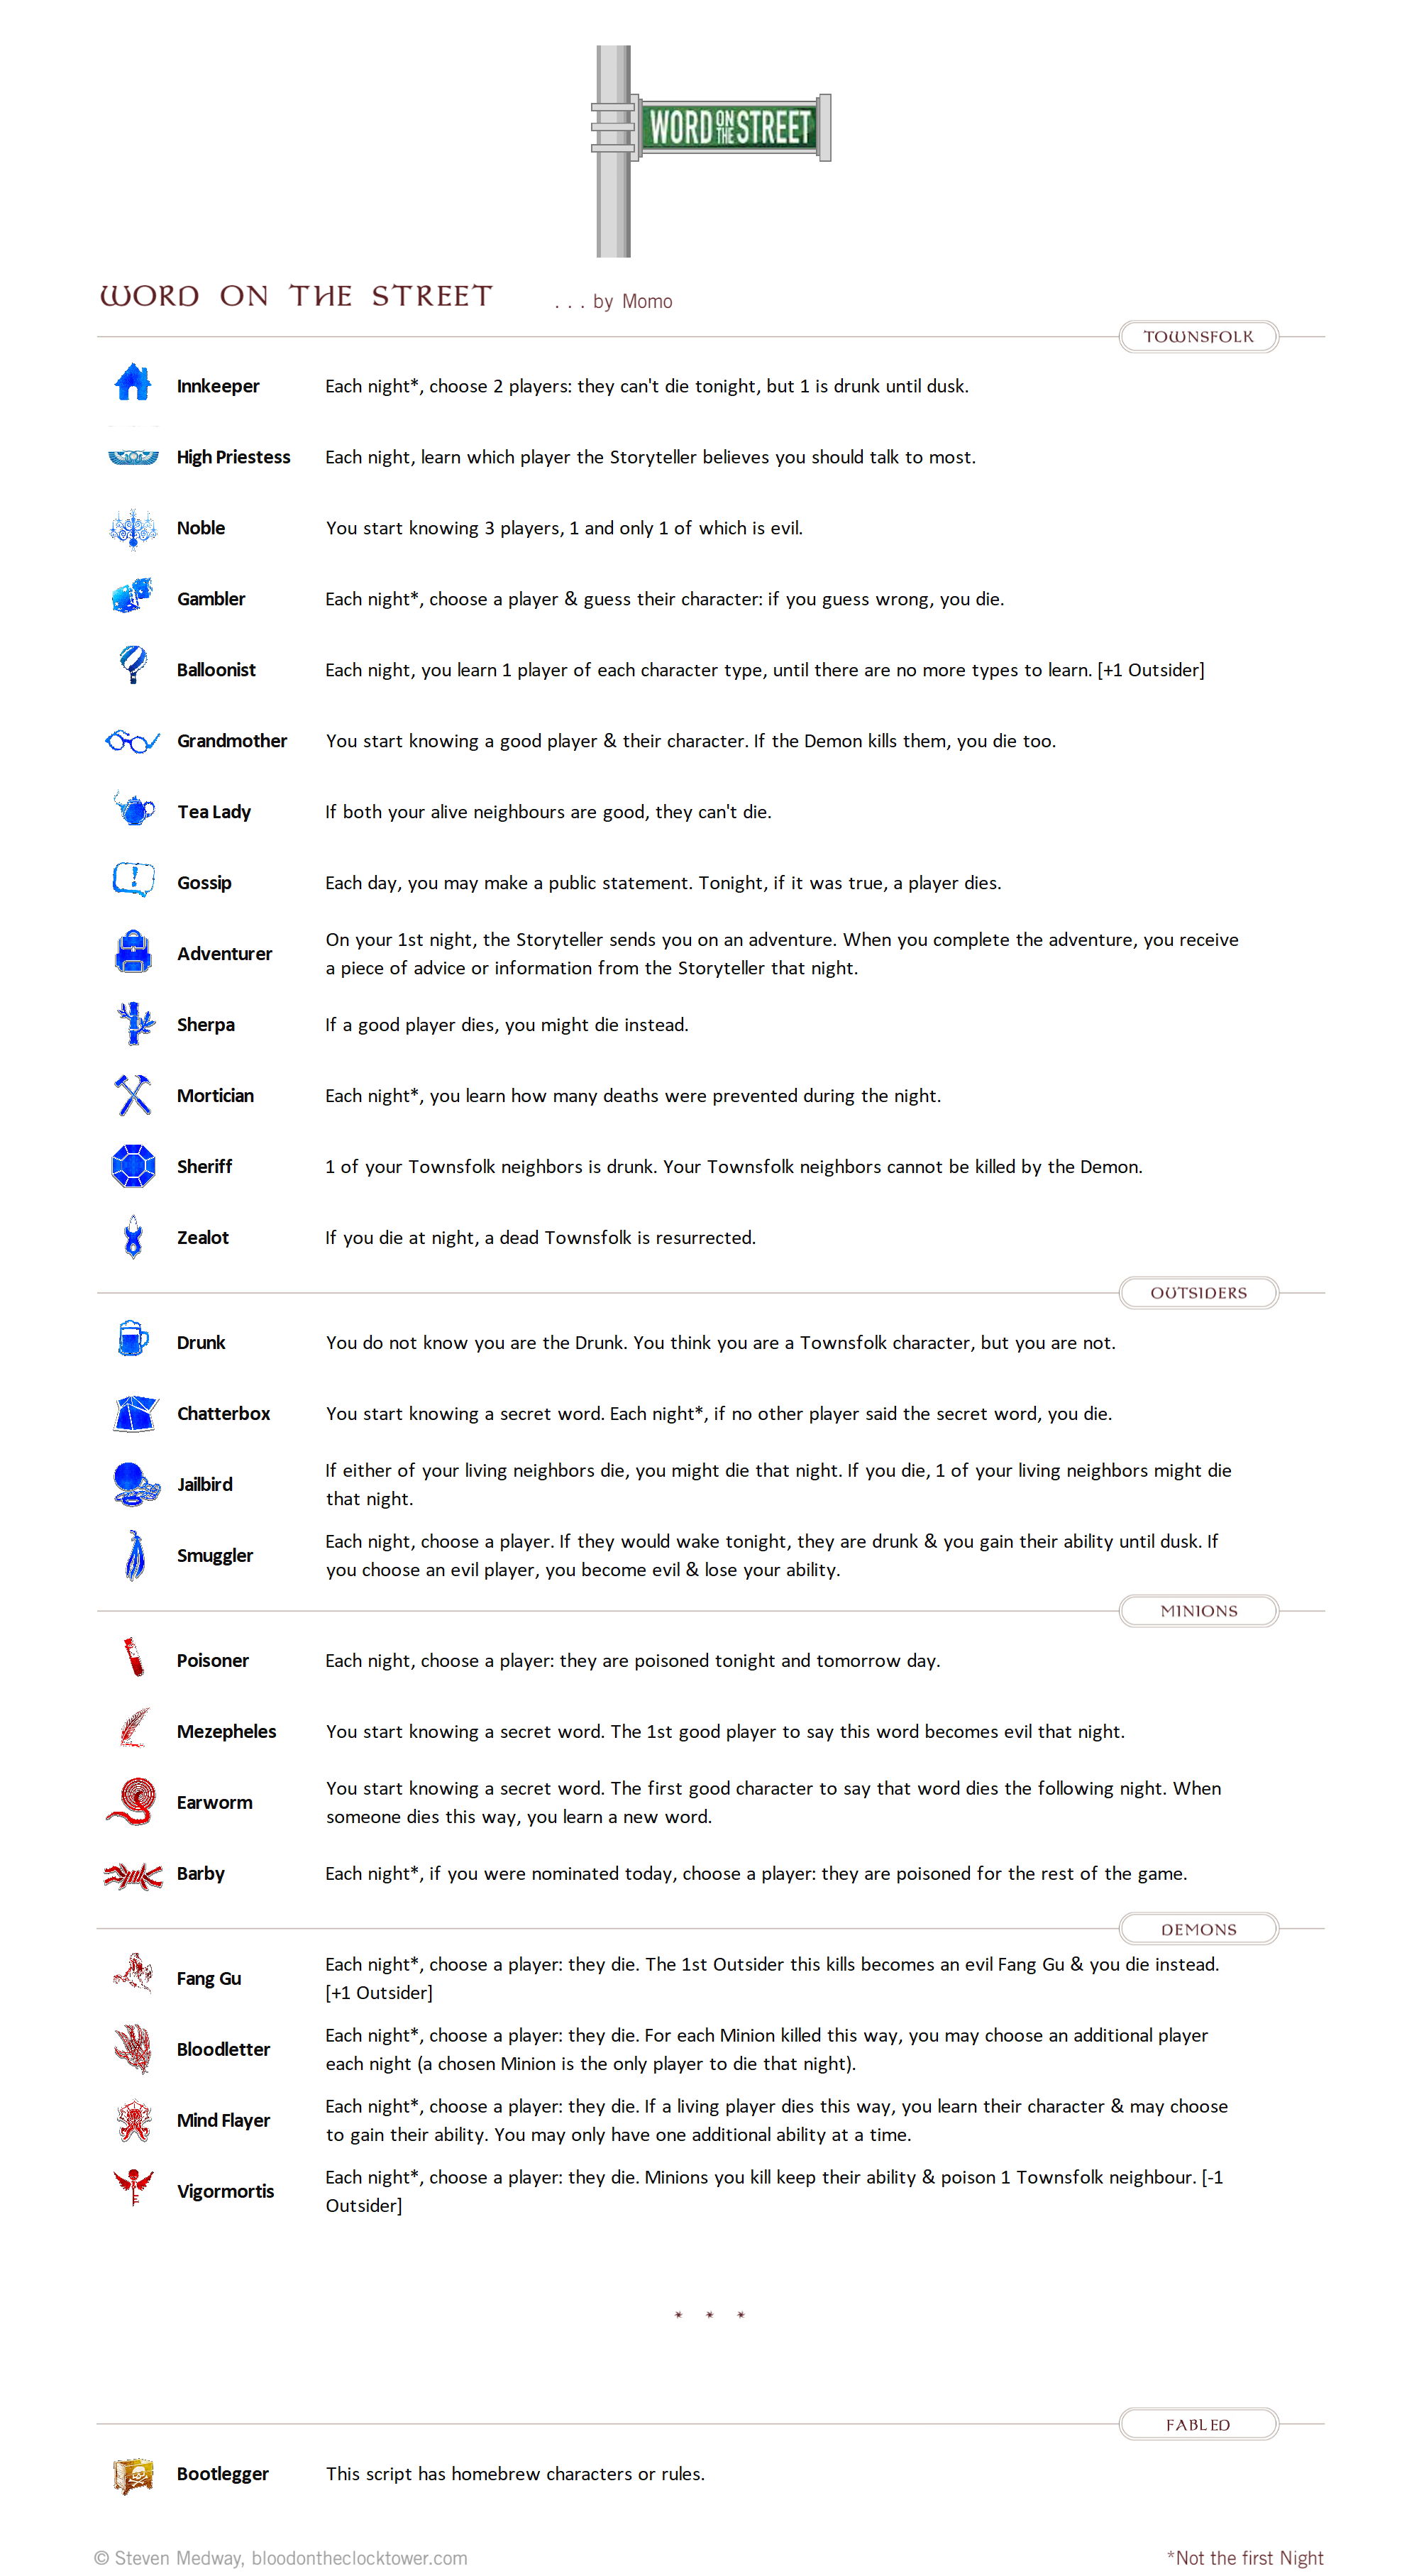 WORD ON THE STREET
WORD ON THE STREET . . . by Momo
TOWNSFOLK
Innkeeper Each night*, choose 2 players: they can't die tonight, but 1 is drunk until dusk.
High Priestess Each night, learn which player the Storyteller believes you should talk to most.
Noble You start knowing 3 players, 1 and only 1 of which is evil.
Gambler Each night*, choose a player & guess their character: if you guess wrong, you die.
Balloonist Each night, you learn 1 player of each character type, until there are no more types to learn. [+1 Outsider]
Grandmother You start knowing a good player & their character. If the Demon kills them, you die too.
Tea Lady If both your alive neighbours are good, they can't die.
Gossip Each day, you may make a public statement. Tonight, if it was true, a player dies.
Adventurer On your 1st night, the Storyteller sends you on an adventure. When you complete the adventure, you receive
a piece of advice or information from the Storyteller that night.
Sherpa If a good player dies, you might die instead.
Mortician Each night*, you learn how many deaths were prevented during the night.
Sheriff 1 of your Townsfolk neighbors is drunk. Your Townsfolk neighbors cannot be killed by the Demon.
Zealot If you die at night, a dead Townsfolk is resurrected.
OUTSIDERS
Drunk You do not know you are the Drunk. You think you are a Townsfolk character, but you are not.
Chatterbox You start knowing a secret word. Each night*, if no other player said the secret word, you die.
Jailbird If either of your living neighbors die, you might die that night. If you die, 1 of your living neighbors might die
that night.
Smuggler Each night, choose a player. If they would wake tonight, they are drunk & you gain their ability until dusk. If
you choose an evil player, you become evil & lose your ability.
MINIONS
Poisoner Each night, choose a player: they are poisoned tonight and tomorrow day.
Mezepheles You start knowing a secret word. The 1st good player to say this word becomes evil that night.
Earworm You start knowing a secret word. The first good character to say that word dies the following night. When
someone dies this way, you learn a new word.
Barby Each night*, if you were nominated today, choose a player: they are poisoned for the rest of the game.
DEMONS
Fang Gu Each night*, choose a player: they die. The 1st Outsider this kills becomes an evil Fang Gu & you die instead.
[+1 Outsider]
Bloodletter Each night*, choose a player: they die. For each Minion killed this way, you may choose an additional player
each night (a chosen Minion is the only player to die that night).
Mind Flayer Each night*, choose a player: they die. If a living player dies this way, you learn their character & may choose
to gain their ability. You may only have one additional ability at a time.
Vigormortis Each night*, choose a player: they die. Minions you kill keep their ability & poison 1 Townsfolk neighbour. [-1
Outsider]
* * *
FABLED
Bootlegger This script has homebrew characters or rules.
© Steven Medway, bloodontheclocktower.com *Not the first Night